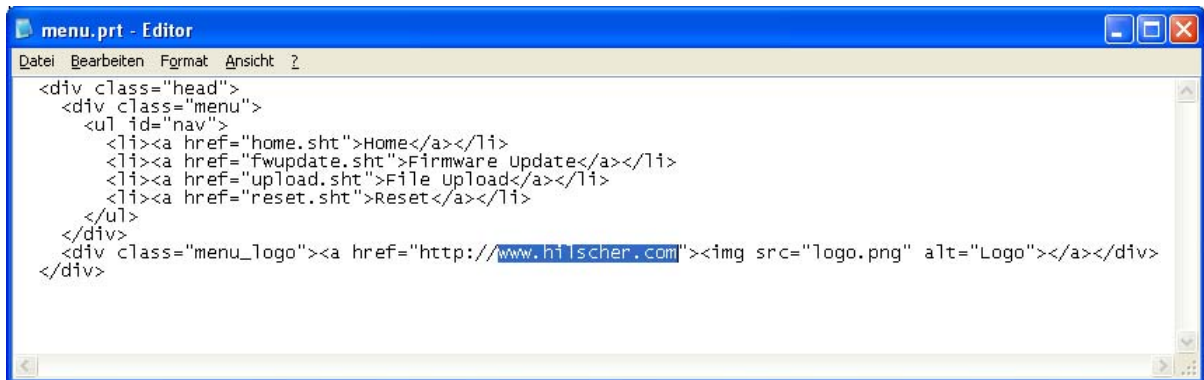 menu.prt - Editor
Datei Bearbeiten Format Ansicht ?
<div class="head">
<div class="menu">
<ul id="nav">
<li><a href="home.sht">Home</a></li>
<li><a href="fwupdate.sht">Firmware Update</a></li>
<li><a href="upload.sht">File Upload</a></li>
<li><a href="reset.sht">Reset</a></li>
</ul>
</div>
<div class="menu_logo"><a href="http://www.hilscher.com"><img src="logo.png" alt="Logo"></a></div>
</div>